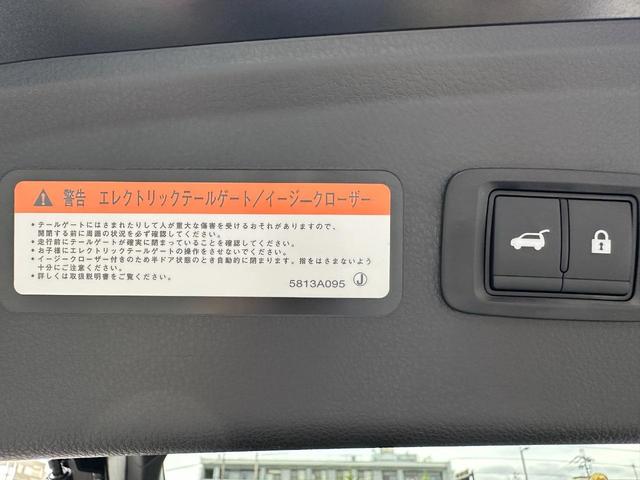 警告 エレクトリックテールゲート/イージークローザー
*テールゲートにはさまれたりして人が重大な傷害を受けるおそれがありますので、
開閉する前に周囲の状況を必ず確認してください。
*走行前にテールゲートが確実に閉まっていることを確認してください。
*お子様にエレクトリックテールゲートの操作をさせないでください。
*イージークローザー付きのため半ドア状態のとき自動的に閉まります。指をはさまないよう
十分にご注意ください。
*詳しくは取扱説明書をご覧ください。
5813A095 Ⓙ